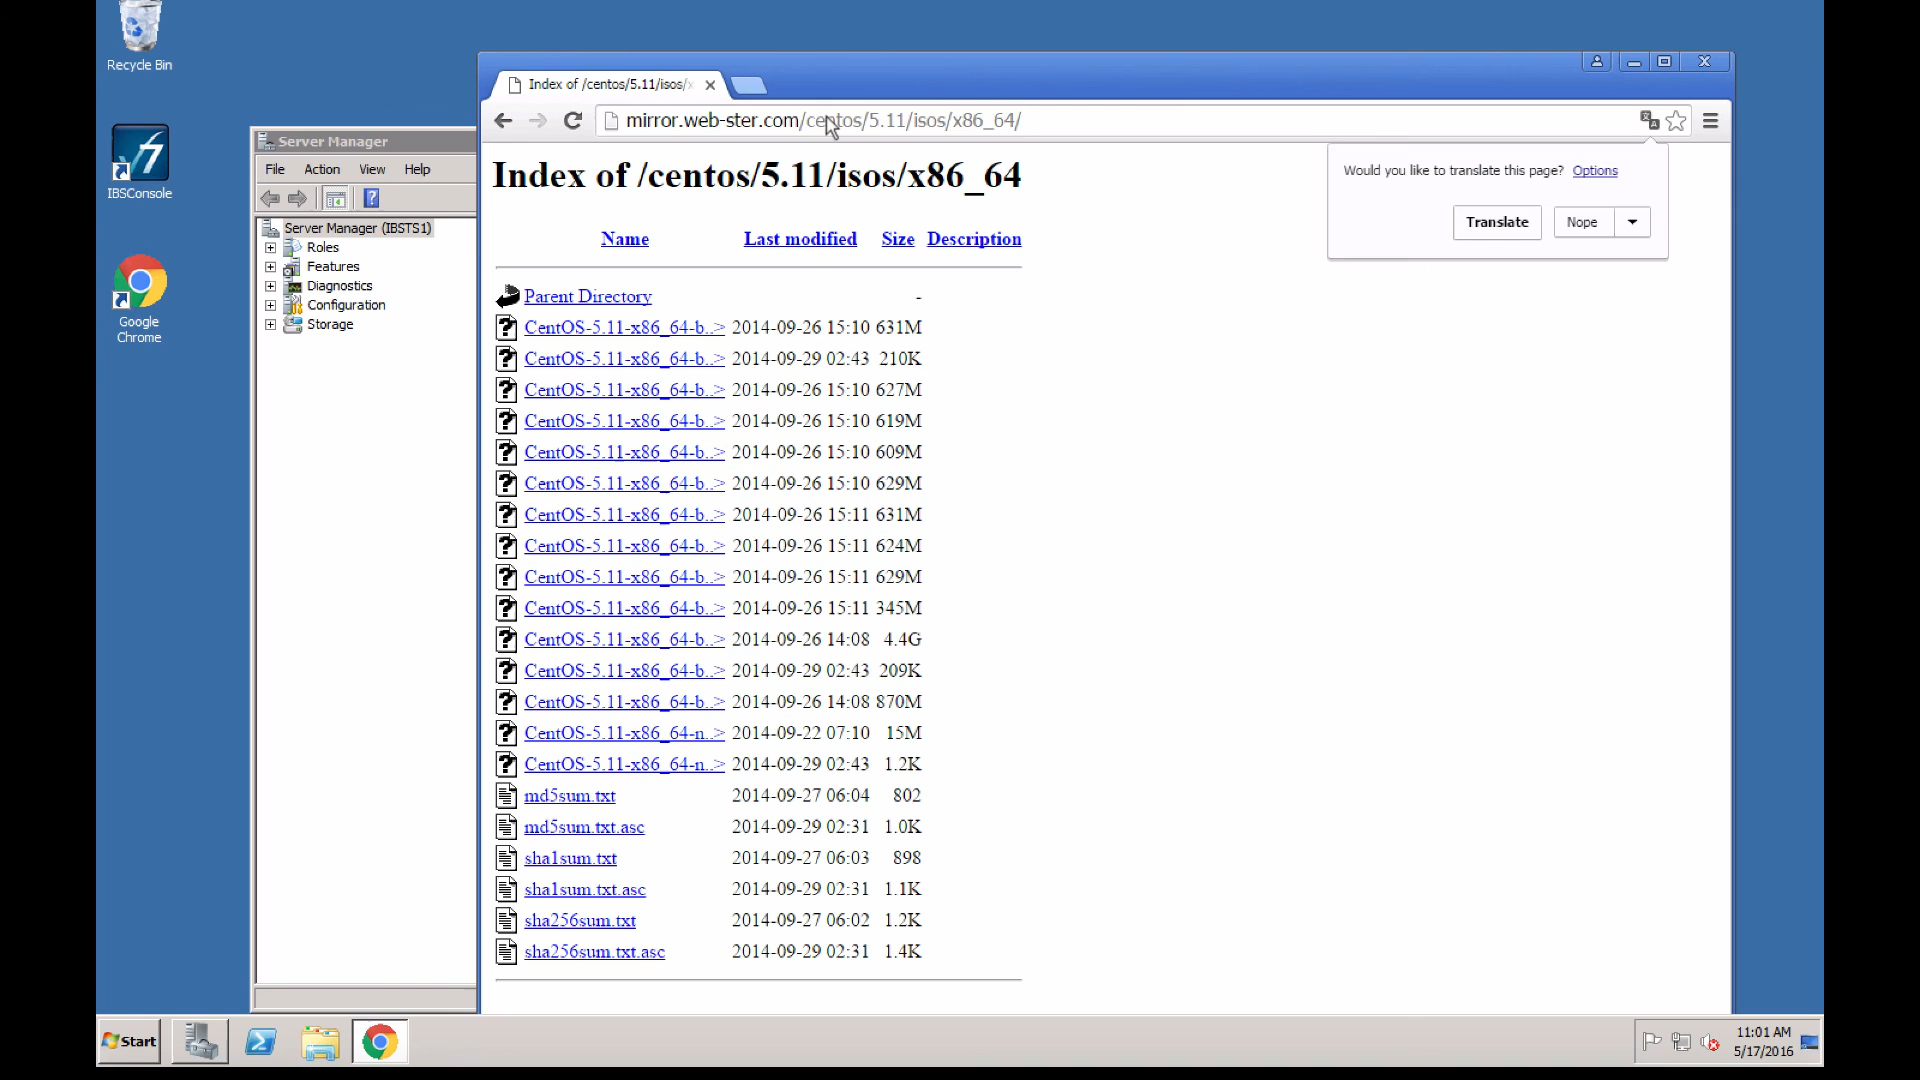 Recycle Bin
IBSConsole
Google
Chrome
Server Manager
File Action View Help
Server Manager (IBSTS1)
Roles
Features
Diagnostics
Configuration
Storage
Index of /centos/5.11/isos/x
mirror.web-ster.com/centos/5.11/isos/x86_64/
Would you like to translate this page? Options
Translate Nope
Index of /centos/5.11/isos/x86_64
Name Last modified Size Description
Parent Directory -
CentOS-5.11-x86_64-b..> 2014-09-26 15:10 631M
CentOS-5.11-x86_64-b..> 2014-09-29 02:43 210K
CentOS-5.11-x86_64-b..> 2014-09-26 15:10 627M
CentOS-5.11-x86_64-b..> 2014-09-26 15:10 619M
CentOS-5.11-x86_64-b..> 2014-09-26 15:10 609M
CentOS-5.11-x86_64-b..> 2014-09-26 15:10 629M
CentOS-5.11-x86_64-b..> 2014-09-26 15:11 631M
CentOS-5.11-x86_64-b..> 2014-09-26 15:11 624M
CentOS-5.11-x86_64-b..> 2014-09-26 15:11 629M
CentOS-5.11-x86_64-b..> 2014-09-26 15:11 345M
CentOS-5.11-x86_64-b..> 2014-09-26 14:08 4.4G
CentOS-5.11-x86_64-b..> 2014-09-29 02:43 209K
CentOS-5.11-x86_64-b..> 2014-09-26 14:08 870M
CentOS-5.11-x86_64-n..> 2014-09-22 07:10 15M
CentOS-5.11-x86_64-n..> 2014-09-29 02:43 1.2K
md5sum.txt 2014-09-27 06:04 802
md5sum.txt.asc 2014-09-29 02:31 1.0K
sha1sum.txt 2014-09-27 06:03 898
sha1sum.txt.asc 2014-09-29 02:31 1.1K
sha256sum.txt 2014-09-27 06:02 1.2K
sha256sum.txt.asc 2014-09-29 02:31 1.4K
Start
11:01 AM
5/17/2016